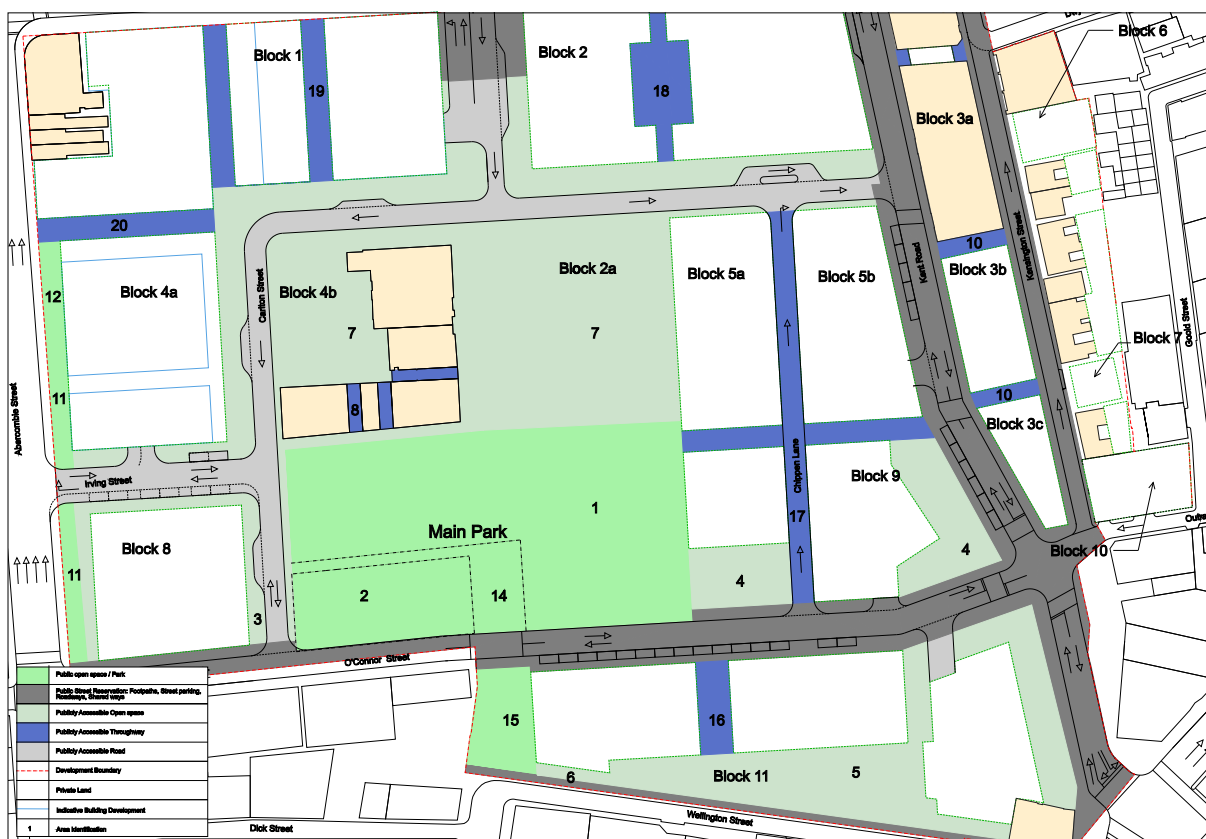 Block 6
Block 1
Block 2
19
18
Block 3a
20
Kensington Street
10
Kent Road
Block 3b
Block 2a
Block 5a
Block 5b
Carlton Street
12
Block 4a
Block 4b
7
7
Goold Street
Block 7
Abercrombie Street
11
8
10
Block 3c
Chippen Lane
Block 9
Irving Street
1
17
Main Park
Block 8
Block 10
11
4
4
2
14
3
O'Connor Street
15
16
6
Block 11
5
Wellington Street
Dick Street
Public open space / Park
Public Street Reservation: Footpaths, Street parking,
Roadways, Shared ways
Publicly Accessible Open space
Publicly Accessible Throughway
Publicly Accessible Road
Development Boundary
Private Land
Indicative Building Development
1 Area Identification